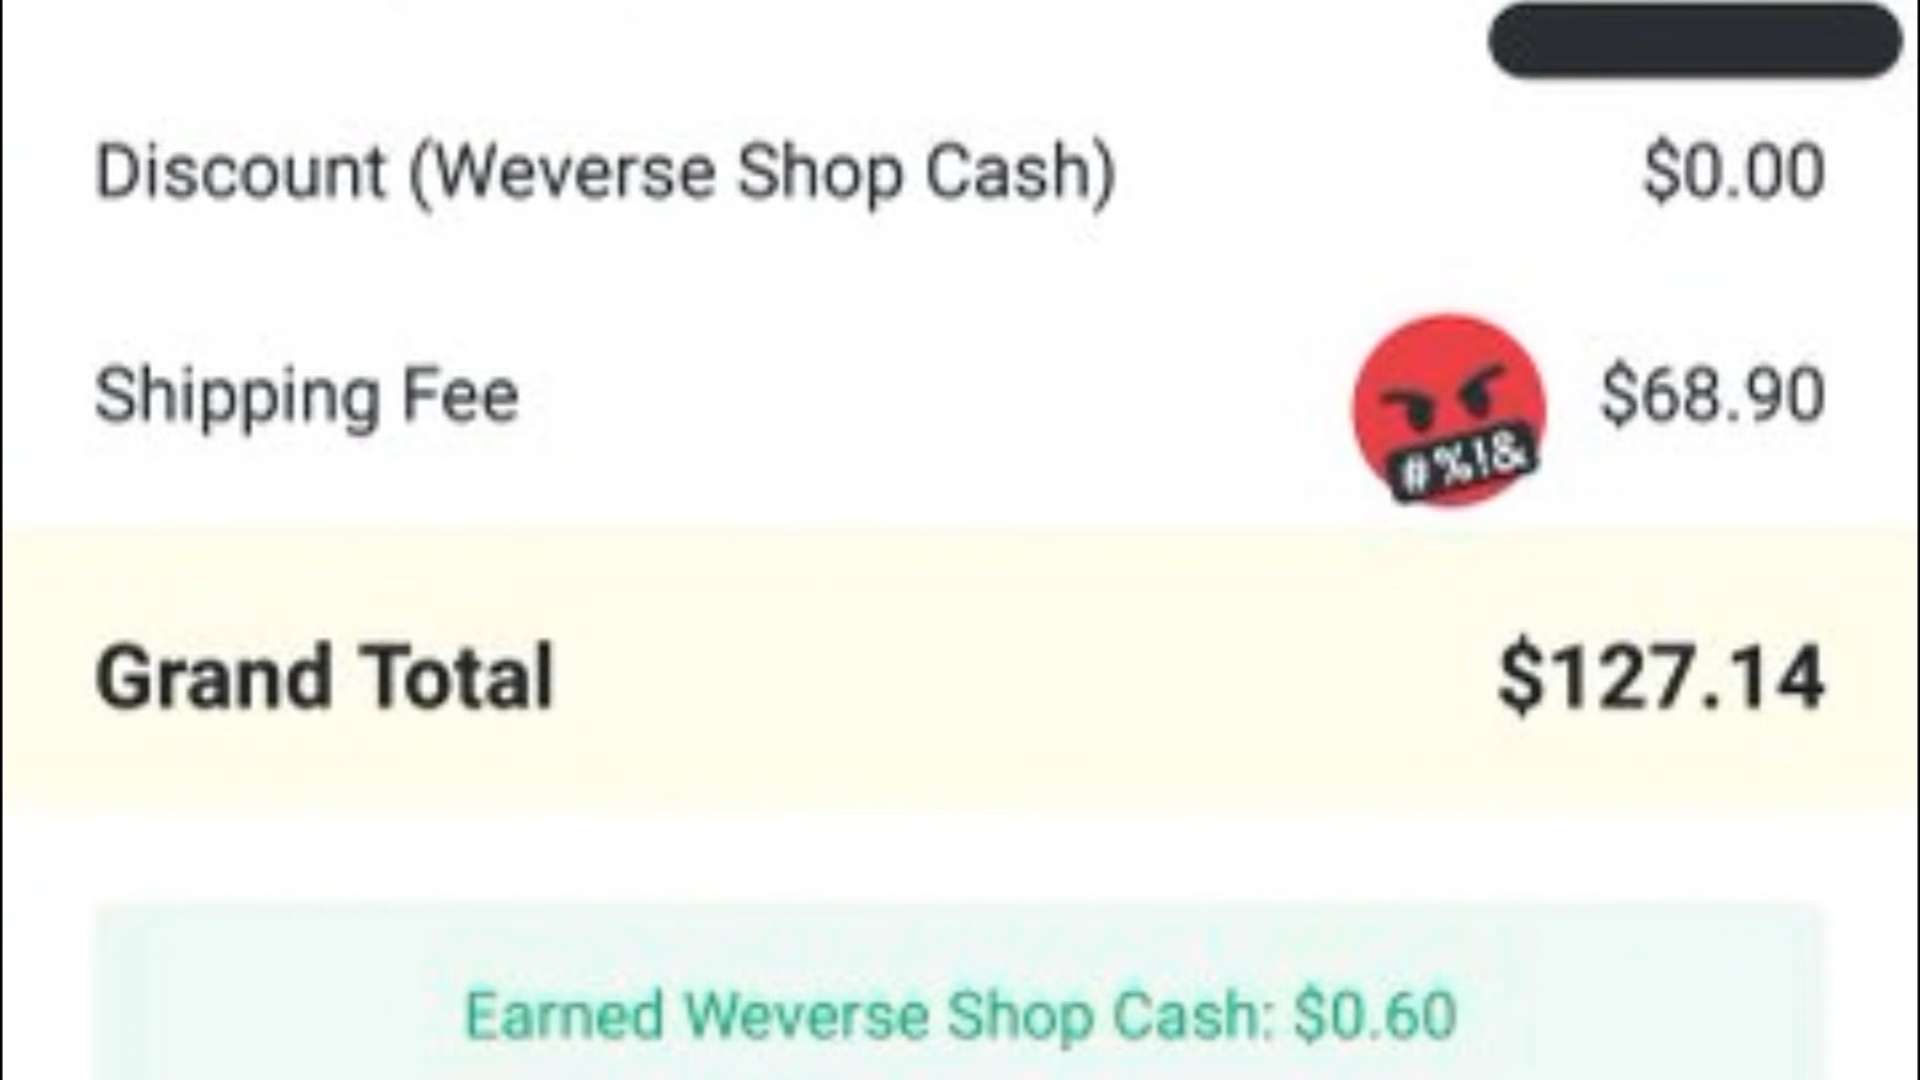 Discount (Weverse Shop Cash) $0.00
Shipping Fee #%!& $68.90
Grand Total $127.14
Earned Weverse Shop Cash: $0.60